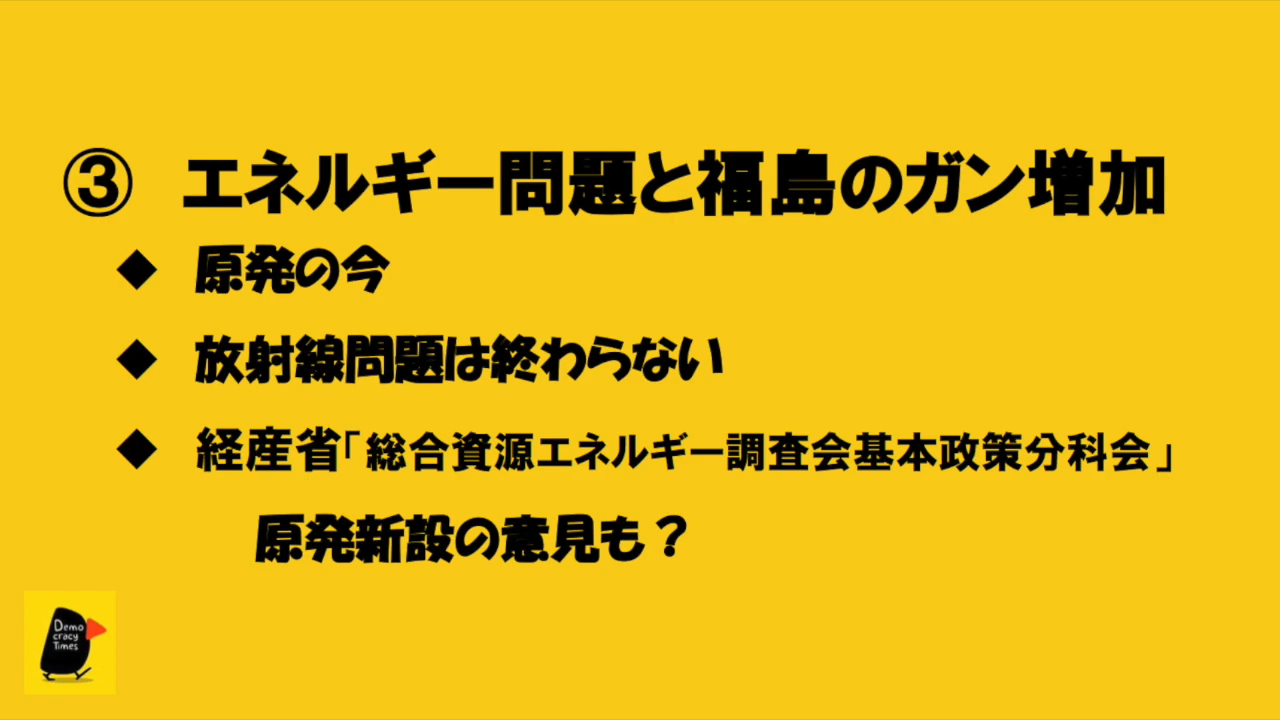 ③ エネルギー問題と福島のガン増加
◆ 原発の今
◆ 放射線問題は終わらない
◆ 経産省「総合資源エネルギー調査会基本政策分科会」
原発新設の意見も？
Demo
cracy
Times